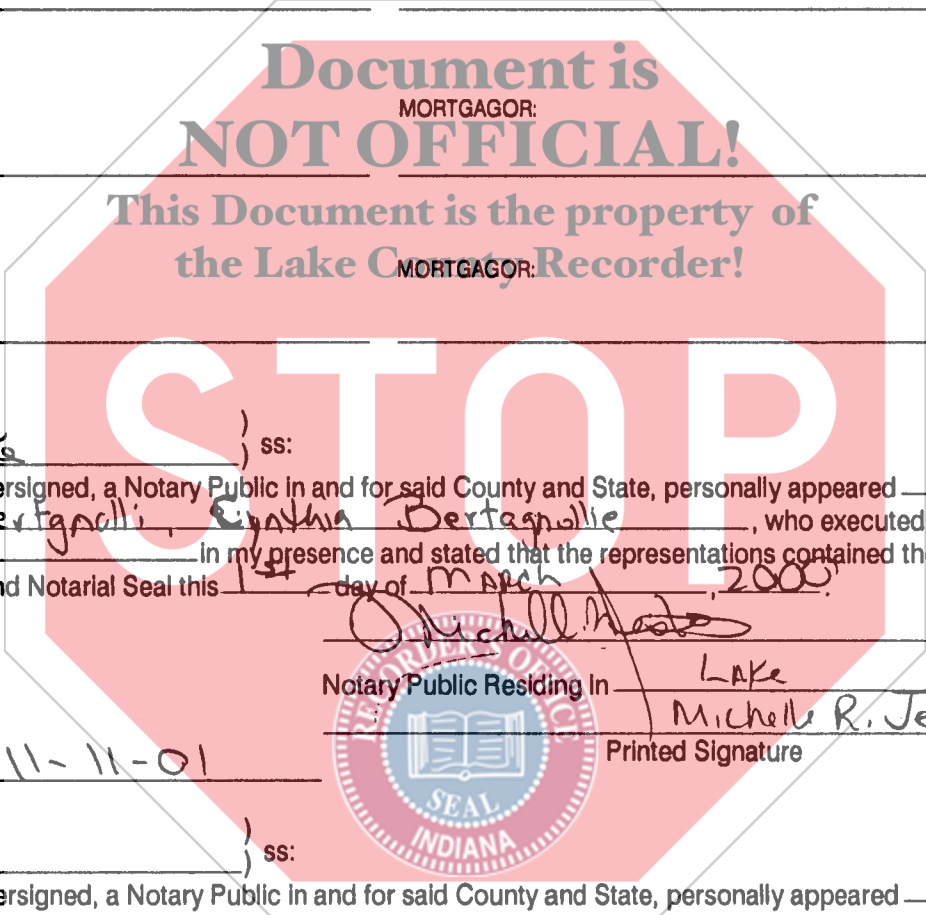 Document is
MORTGAGOR:
NOT OFFICIAL!
This Document is the property of
the Lake County Recorder!
MORTGAGOR:
STOP
ss:
ersigned, a Notary Public in and for said County and State, personally appeared
Cynthia Bertagnollie, who executed
in my presence and stated that the representations contained the
d Notarial Seal this 1st day of MARCH, 2000.
Notary Public Residing In Lake
Michelle R. Je
Printed Signature
11-11-01
RECORDER'S OFFICE
SEAL
INDIANA
ss:
ersigned, a Notary Public in and for said County and State, personally appeared